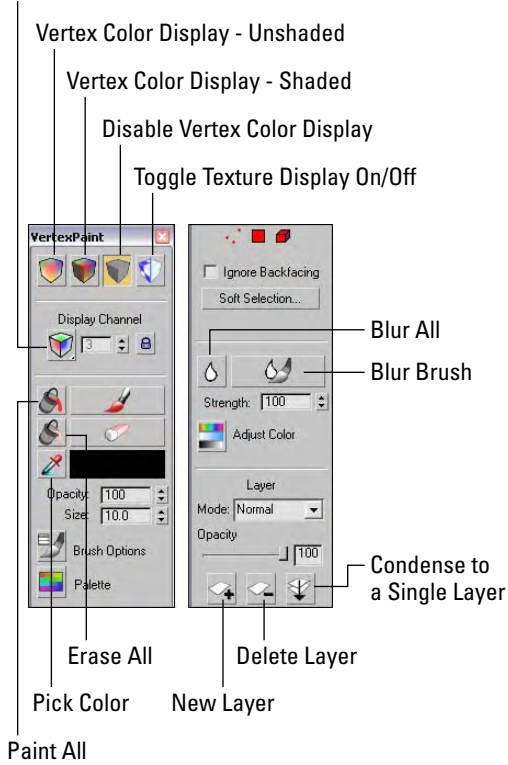 Vertex Color Display - Unshaded
Vertex Color Display - Shaded
Disable Vertex Color Display
Toggle Texture Display On/Off
VertexPaint
Display Channel
3
Opacity: 100
Size: 10.0
Brush Options
Palette
Ignore Backfacing
Soft Selection...
Strength: 100
Adjust Color
Layer
Mode: Normal
Opacity
100
Blur All
Blur Brush
Condense to
a Single Layer
Erase All
Delete Layer
Pick Color
New Layer
Paint All